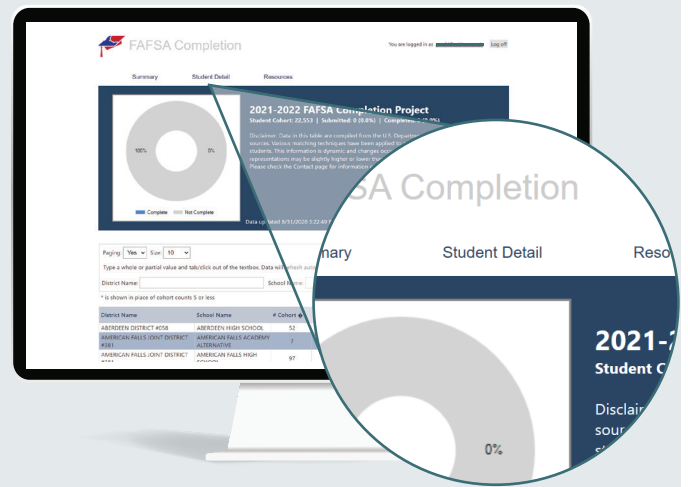 FAFSA Completion
You are logged in as
Log off
Summary
Student Detail
Resources
2021-2022 FAFSA Completion Project
Student Cohort: 22,553 | Submitted: 0 (0.0%) | Completed: 0 (0.0%)
Disclaimer: Data in this table are compiled from the U.S. Depart
sources. Various matching techniques have been applied to
students. This information is dynamic and changes occ
representations may be slightly higher or lower tha
Please check the Contact page for information
100%
0%
Complete
Not Complete
Data updated 8/31/2020
Paging: Yes Size: 10
Type a whole or partial value and tab/click out of the textbox. Data will refresh
District Name:
School Name:
* is shown in place of cohort counts 5 or less
District Name School Name # Cohort
ABERDEEN DISTRICT #058 ABERDEEN HIGH SCHOOL 52
AMERICAN FALLS JOINT DISTRICT #381 AMERICAN FALLS ACADEMY ALTERNATIVE 7
AMERICAN FALLS JOINT DISTRICT #381 AMERICAN FALLS HIGH SCHOOL 97
SA Completion
mary
Student Detail
Reso
2021-2
Student C
Disclai
sour
0%